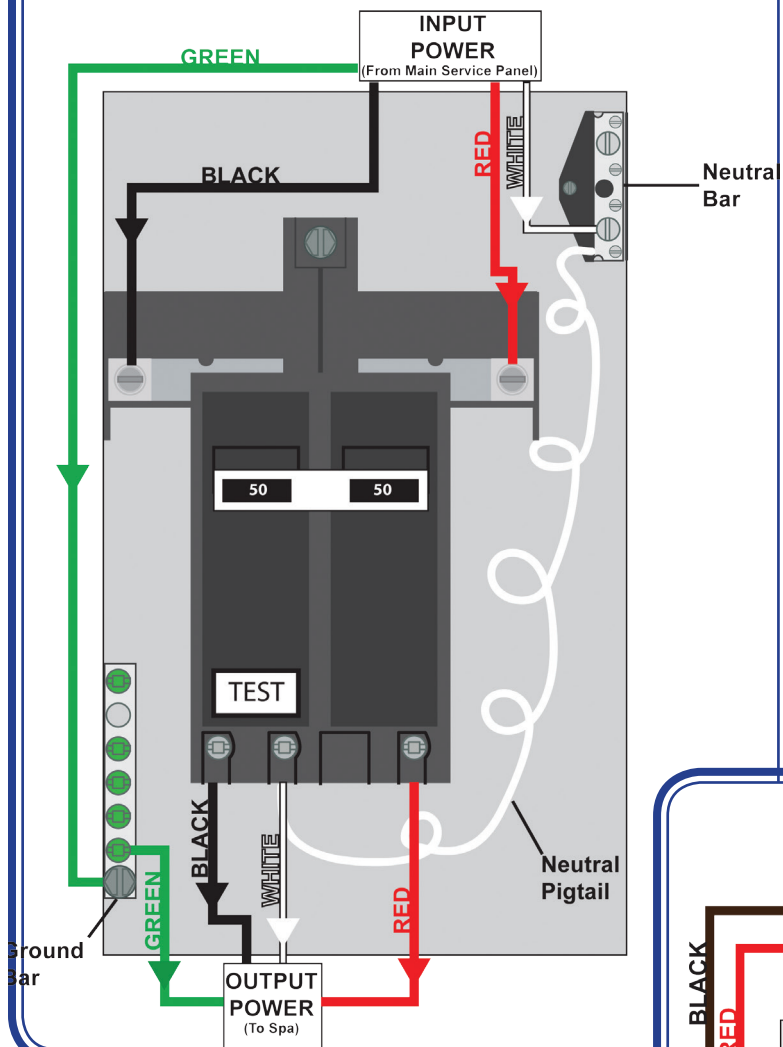 INPUT
POWER
(From Main Service Panel)
GREEN
BLACK
RED
WHITE
Neutral
Bar
50
50
TEST
BLACK
WHITE
RED
GREEN
Neutral
Pigtail
Ground
Bar
OUTPUT
POWER
(To Spa)
BLACK
RED